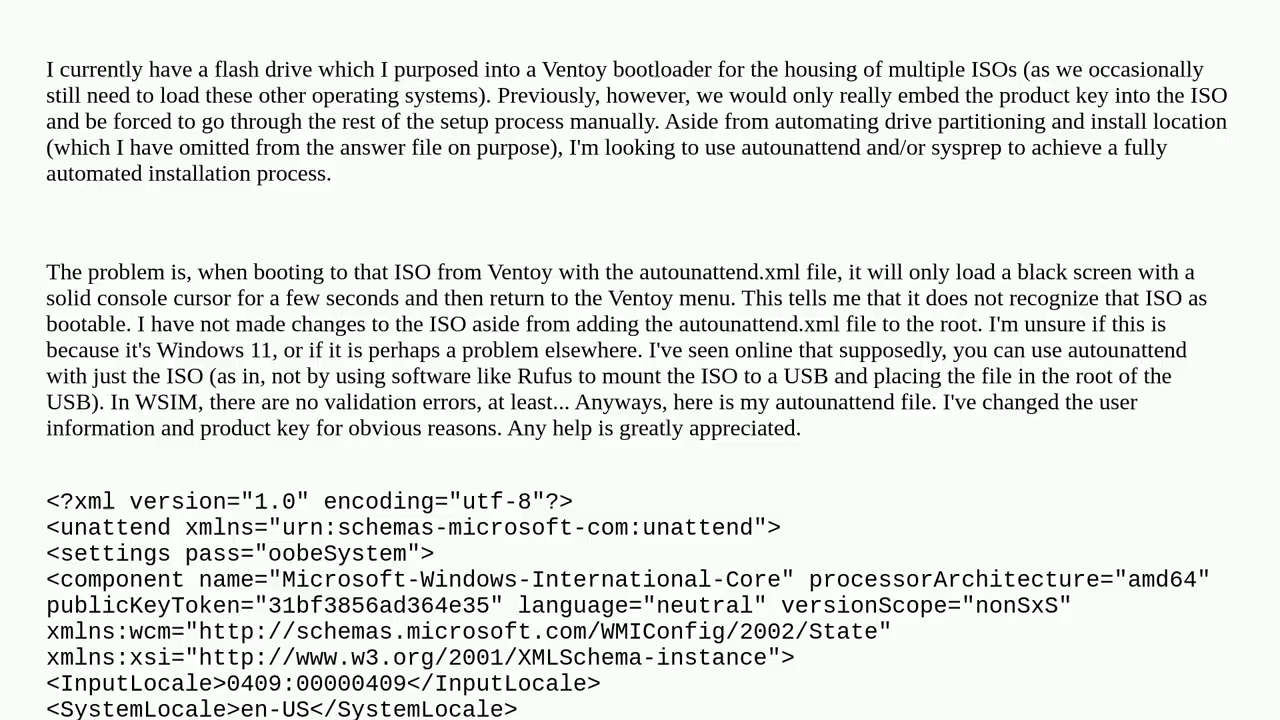 I currently have a flash drive which I purposed into a Ventoy bootloader for the housing of multiple ISOs (as we occasionally
still need to load these other operating systems). Previously, however, we would only really embed the product key into the ISO
and be forced to go through the rest of the setup process manually. Aside from automating drive partitioning and install location
(which I have omitted from the answer file on purpose), I'm looking to use autounattend and/or sysprep to achieve a fully
automated installation process.
The problem is, when booting to that ISO from Ventoy with the autounattend.xml file, it will only load a black screen with a
solid console cursor for a few seconds and then return to the Ventoy menu. This tells me that it does not recognize that ISO as
bootable. I have not made changes to the ISO aside from adding the autounattend.xml file to the root. I'm unsure if this is
because it's Windows 11, or if it is perhaps a problem elsewhere. I've seen online that supposedly, you can use autounattend
with just the ISO (as in, not by using software like Rufus to mount the ISO to a USB and placing the file in the root of the
USB). In WSIM, there are no validation errors, at least... Anyways, here is my autounattend file. I've changed the user
information and product key for obvious reasons. Any help is greatly appreciated.
<?xml version="1.0" encoding="utf-8"?>
<unattend xmlns="urn:schemas-microsoft-com:unattend">
<settings pass="oobeSystem">
<component name="Microsoft-Windows-International-Core" processorArchitecture="amd64"
publicKeyToken="31bf3856ad364e35" language="neutral" versionScope="nonSxS"
xmlns:wcm="http://schemas.microsoft.com/WMIConfig/2002/State"
xmlns:xsi="http://www.w3.org/2001/XMLSchema-instance">
<InputLocale>0409:00000409</InputLocale>
<SystemLocale>en-US</SystemLocale>